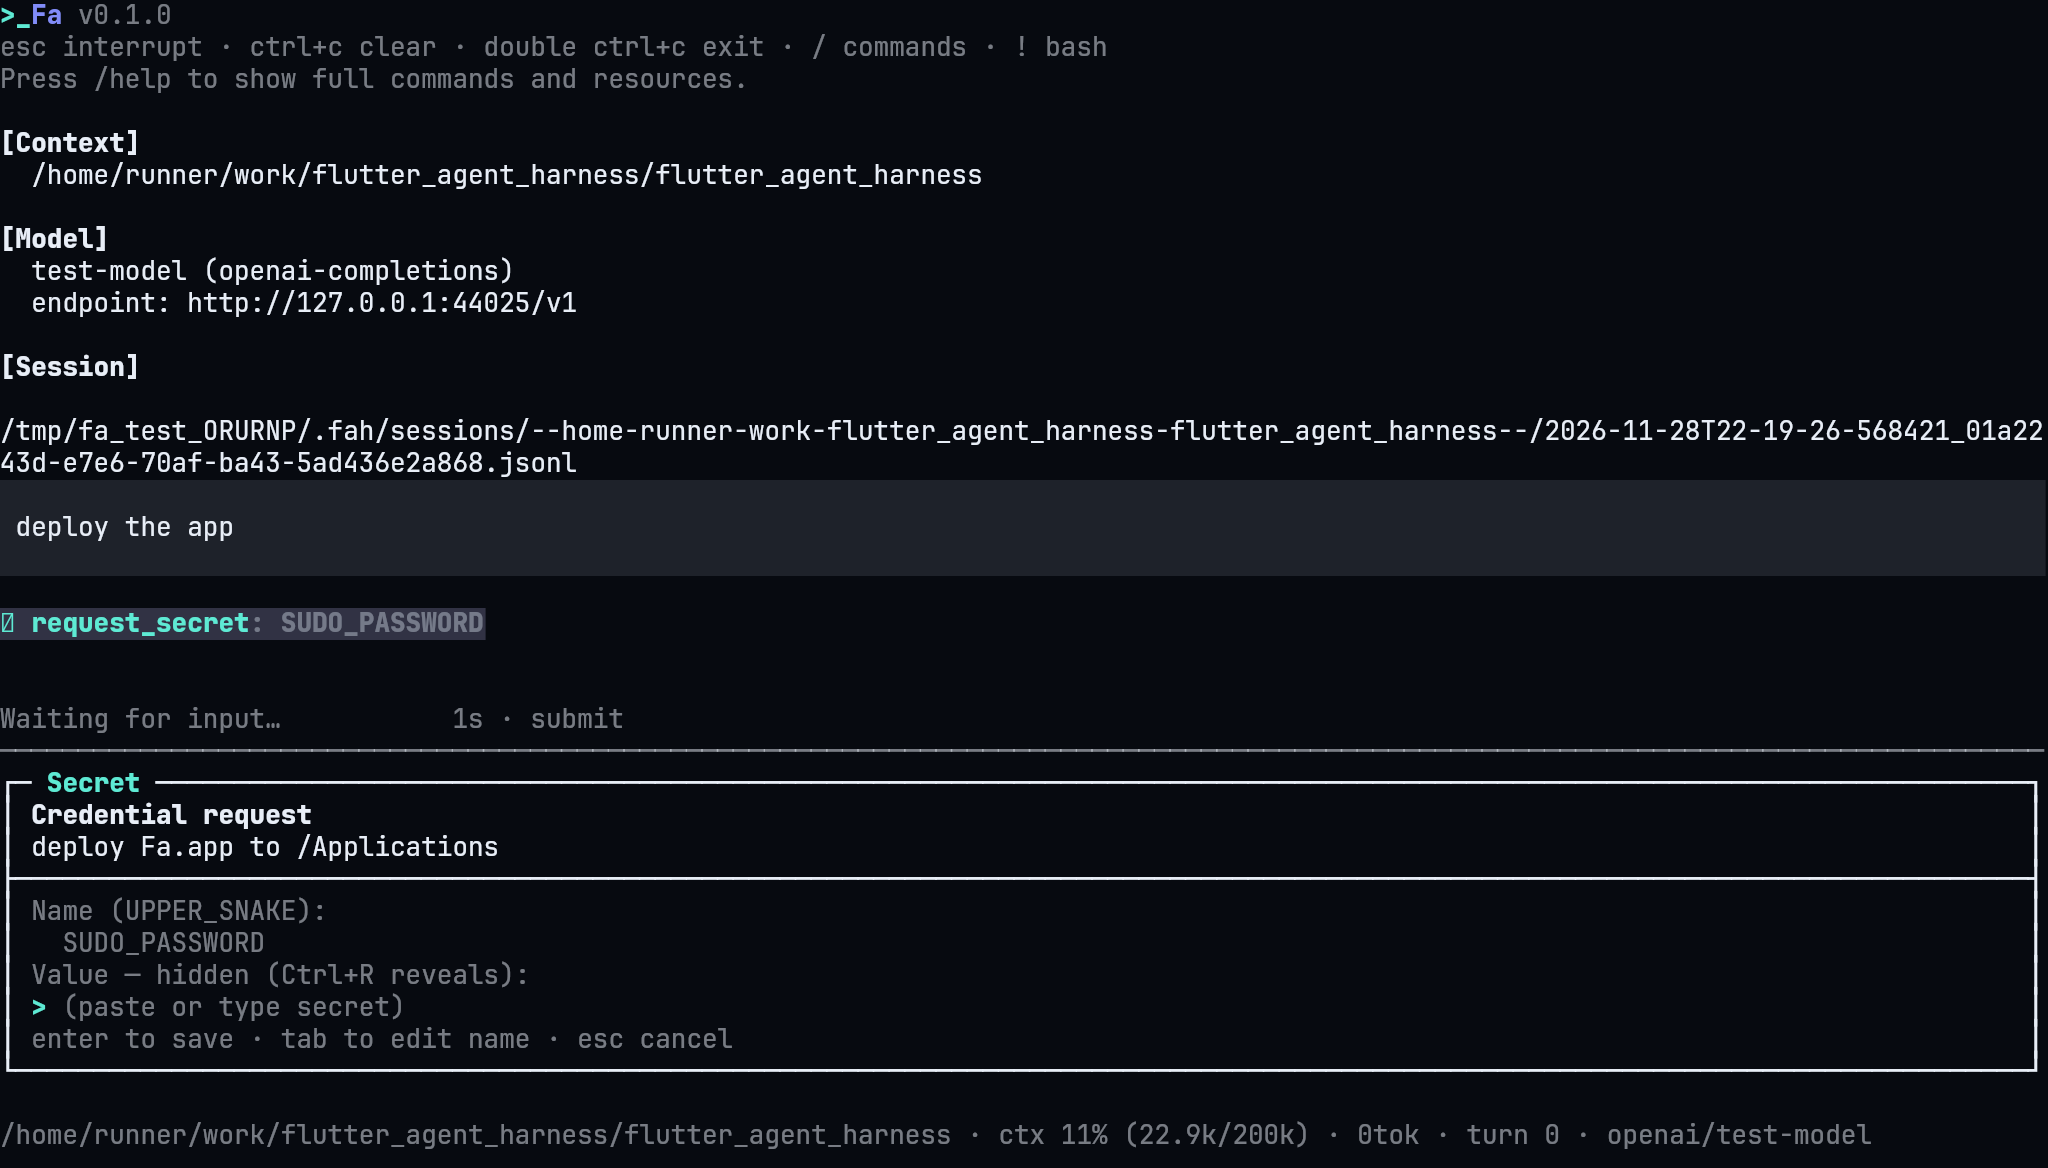 >_Fa v0.1.0
esc interrupt · ctrl+c clear · double ctrl+c exit · / commands · ! bash
Press /help to show full commands and resources.
[Context]
/home/runner/work/flutter_agent_harness/flutter_agent_harness
[Model]
test-model (openai-completions)
endpoint: http://127.0.0.1:44025/v1
[Session]
/tmp/fa_test_ORURNP/.fah/sessions/--home-runner-work-flutter_agent_harness-flutter_agent_harness--/2026-11-28T22-19-26-568421_01a22
43d-e7e6-70af-ba43-5ad436e2a868.jsonl
deploy the app
request_secret: SUDO_PASSWORD
Waiting for input… 1s · submit
Secret
Credential request
deploy Fa.app to /Applications
Name (UPPER_SNAKE):
SUDO_PASSWORD
Value — hidden (Ctrl+R reveals):
> (paste or type secret)
enter to save · tab to edit name · esc cancel
/home/runner/work/flutter_agent_harness/flutter_agent_harness · ctx 11% (22.9k/200k) · 0tok · turn 0 · openai/test-model